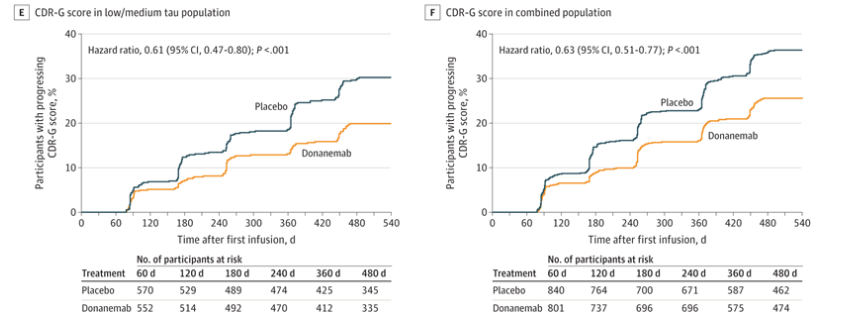 E CDR-G score in low/medium tau population
40
30
20
10
0
Participants with progressing
CDR-G score, %
Hazard ratio, 0.61 (95% CI, 0.47-0.80); P <.001
Placebo
Donanemab
0 60 120 180 240 300 360 420 480 540
Time after first infusion, d
No. of participants at risk
Treatment 60 d 120 d 180 d 240 d 360 d 480 d
Placebo 570 529 489 474 425 345
Donanemab 552 514 492 470 412 335
F CDR-G score in combined population
40
30
20
10
0
Participants with progressing
CDR-G score, %
Hazard ratio, 0.63 (95% CI, 0.51-0.77); P <.001
Placebo
Donanemab
0 60 120 180 240 300 360 420 480 540
Time after first infusion, d
No. of participants at risk
Treatment 60 d 120 d 180 d 240 d 360 d 480 d
Placebo 840 764 700 671 587 462
Donanemab 801 737 696 696 575 474